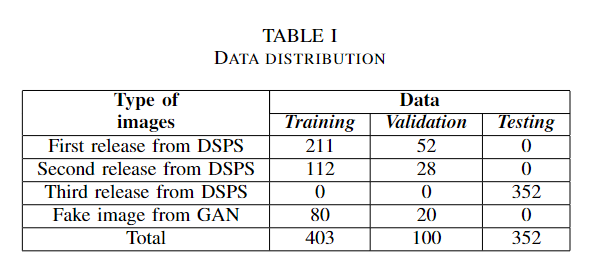 TABLE I
DATA DISTRIBUTION
Type of images Data
Training Validation Testing
First release from DSPS 211 52 0
Second release from DSPS 112 28 0
Third release from DSPS 0 0 352
Fake image from GAN 80 20 0
Total 403 100 352